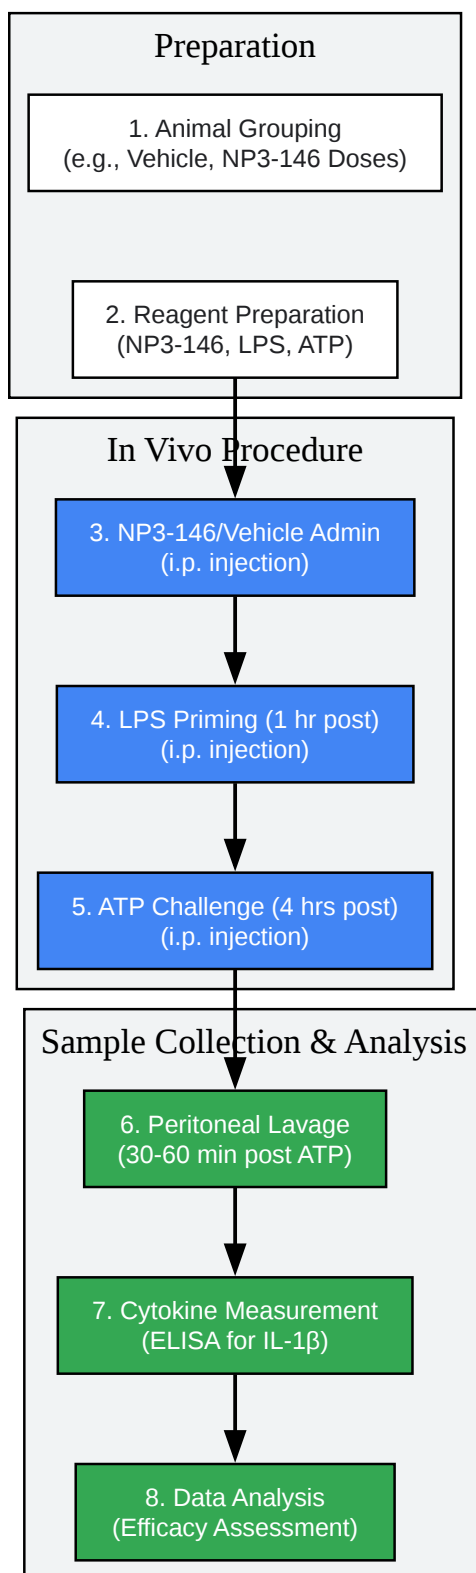 Preparation
1. Animal Grouping
(e.g., Vehicle, NP3-146 Doses)
2. Reagent Preparation
(NP3-146, LPS, ATP)
In Vivo Procedure
3. NP3-146/Vehicle Admin
(i.p. injection)
4. LPS Priming (1 hr post)
(i.p. injection)
5. ATP Challenge (4 hrs post)
(i.p. injection)
Sample Collection & Analysis
6. Peritoneal Lavage
(30-60 min post ATP)
7. Cytokine Measurement
(ELISA for IL-1β)
8. Data Analysis
(Efficacy Assessment)